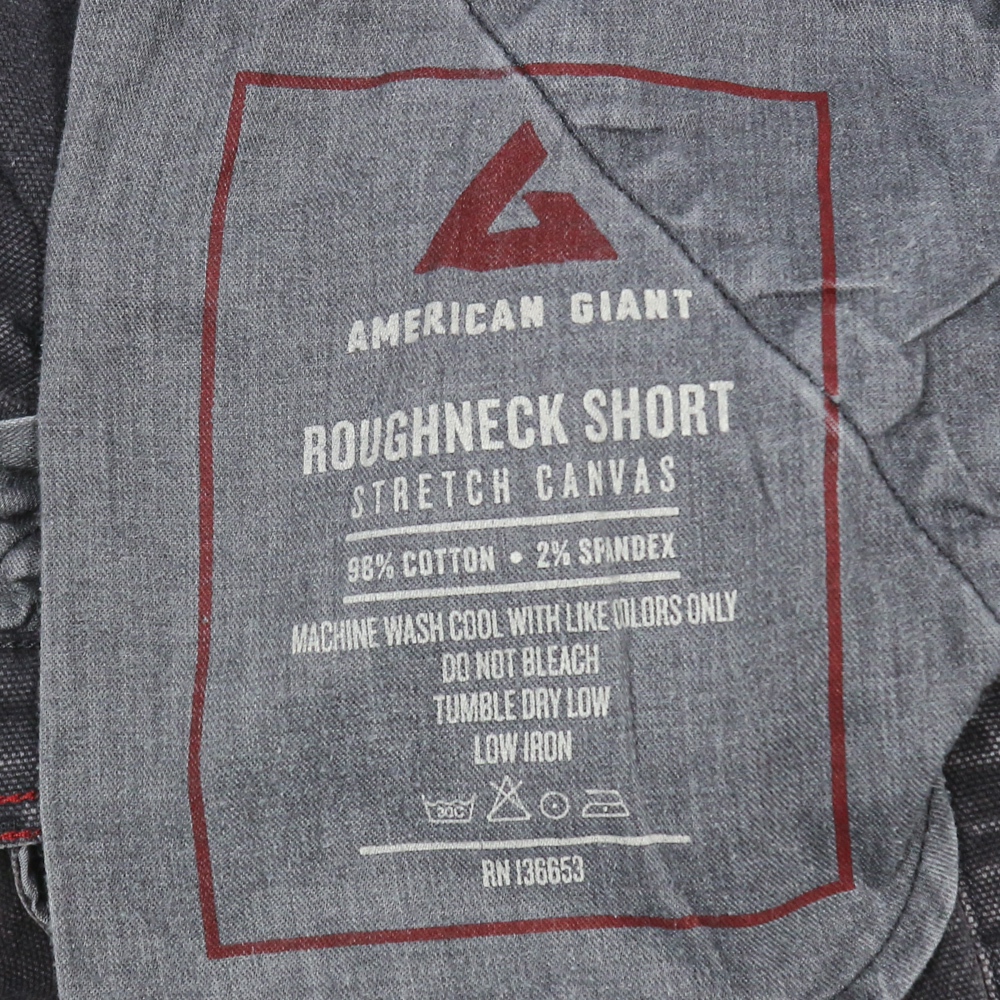 AMERICAN GIANT
ROUGHNECK SHORT
STRETCH CANVAS
98% COTTON • 2% SPANDEX
MACHINE WASH COOL WITH LIKE COLORS ONLY
DO NOT BLEACH
TUMBLE DRY LOW
LOW IRON
30C
RN 136653